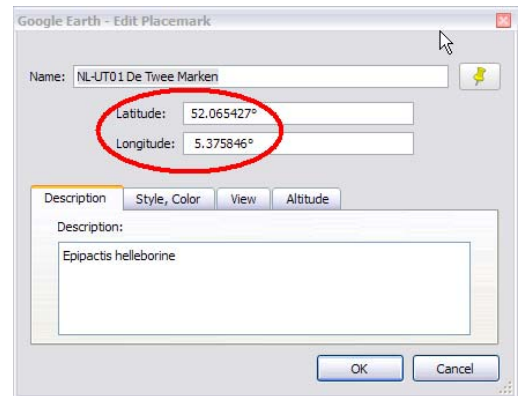 Google Earth - Edit Placemark
Name: NL-UT01 De Twee Marken
Latitude: 52.065427°
Longitude: 5.375846°
Description Style, Color View Altitude
Description:
Epipactis helleborine
OK Cancel